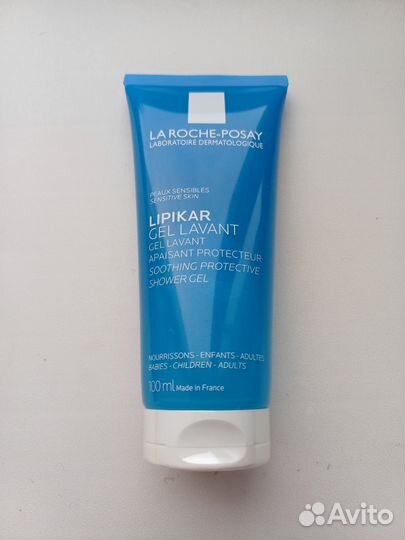 LA ROCHE-POSAY
LABORATOIRE DERMATOLOGIQUE
PEAUX SENSIBLES
SENSITIVE SKIN
LIPIKAR
GEL LAVANT
GEL LAVANT
APAISANT PROTECTEUR
SOOTHING PROTECTIVE
SHOWER GEL
NOURRISSONS - ENFANTS - ADULTES
BABIES - CHILDREN - ADULTS
100 ml Made in France
Avito